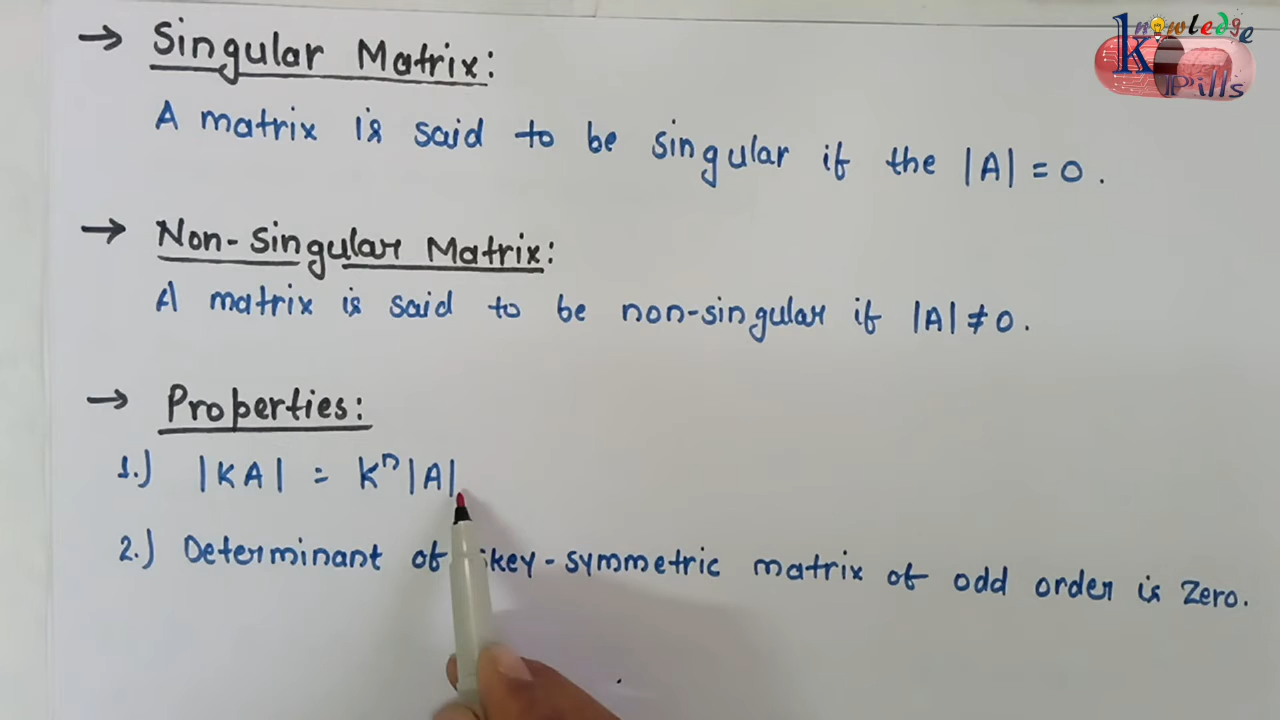 Knowledge
Pills
→ Singular Matrix:
A matrix is said to be singular if the |A| = 0.
→ Non-Singular Matrix:
A matrix is said to be non-singular if |A| ≠ 0.
→ Properties:
1.) |KA| = Kⁿ|A|
2.) Determinant of skey-symmetric matrix of odd order is Zero.